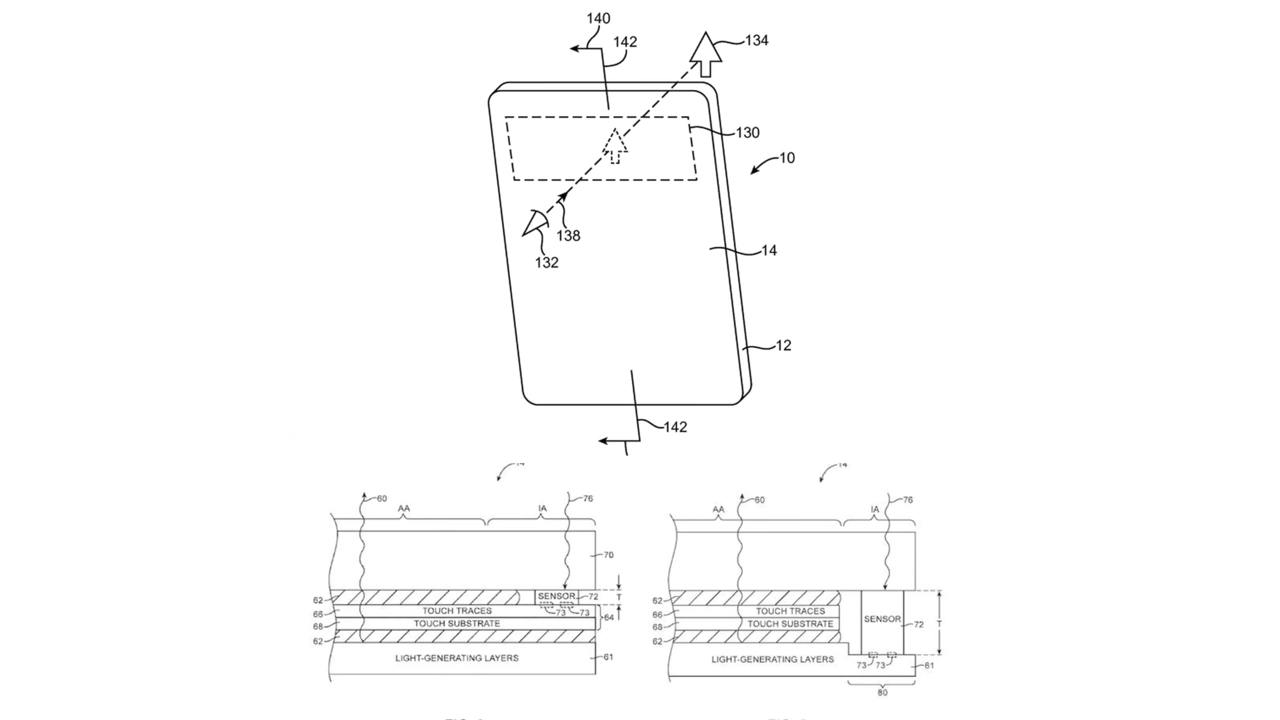 140
142
134
130
10
138
132
14
12
142
60
AA
IA
76
70
62
SENSOR
72
T
66
TOUCH TRACES
73
73
64
68
TOUCH SUBSTRATE
62
LIGHT-GENERATING LAYERS
61
60
AA
IA
76
62
66
TOUCH TRACES
SENSOR
72
T
68
TOUCH SUBSTRATE
62
LIGHT-GENERATING LAYERS
73
73
61
80